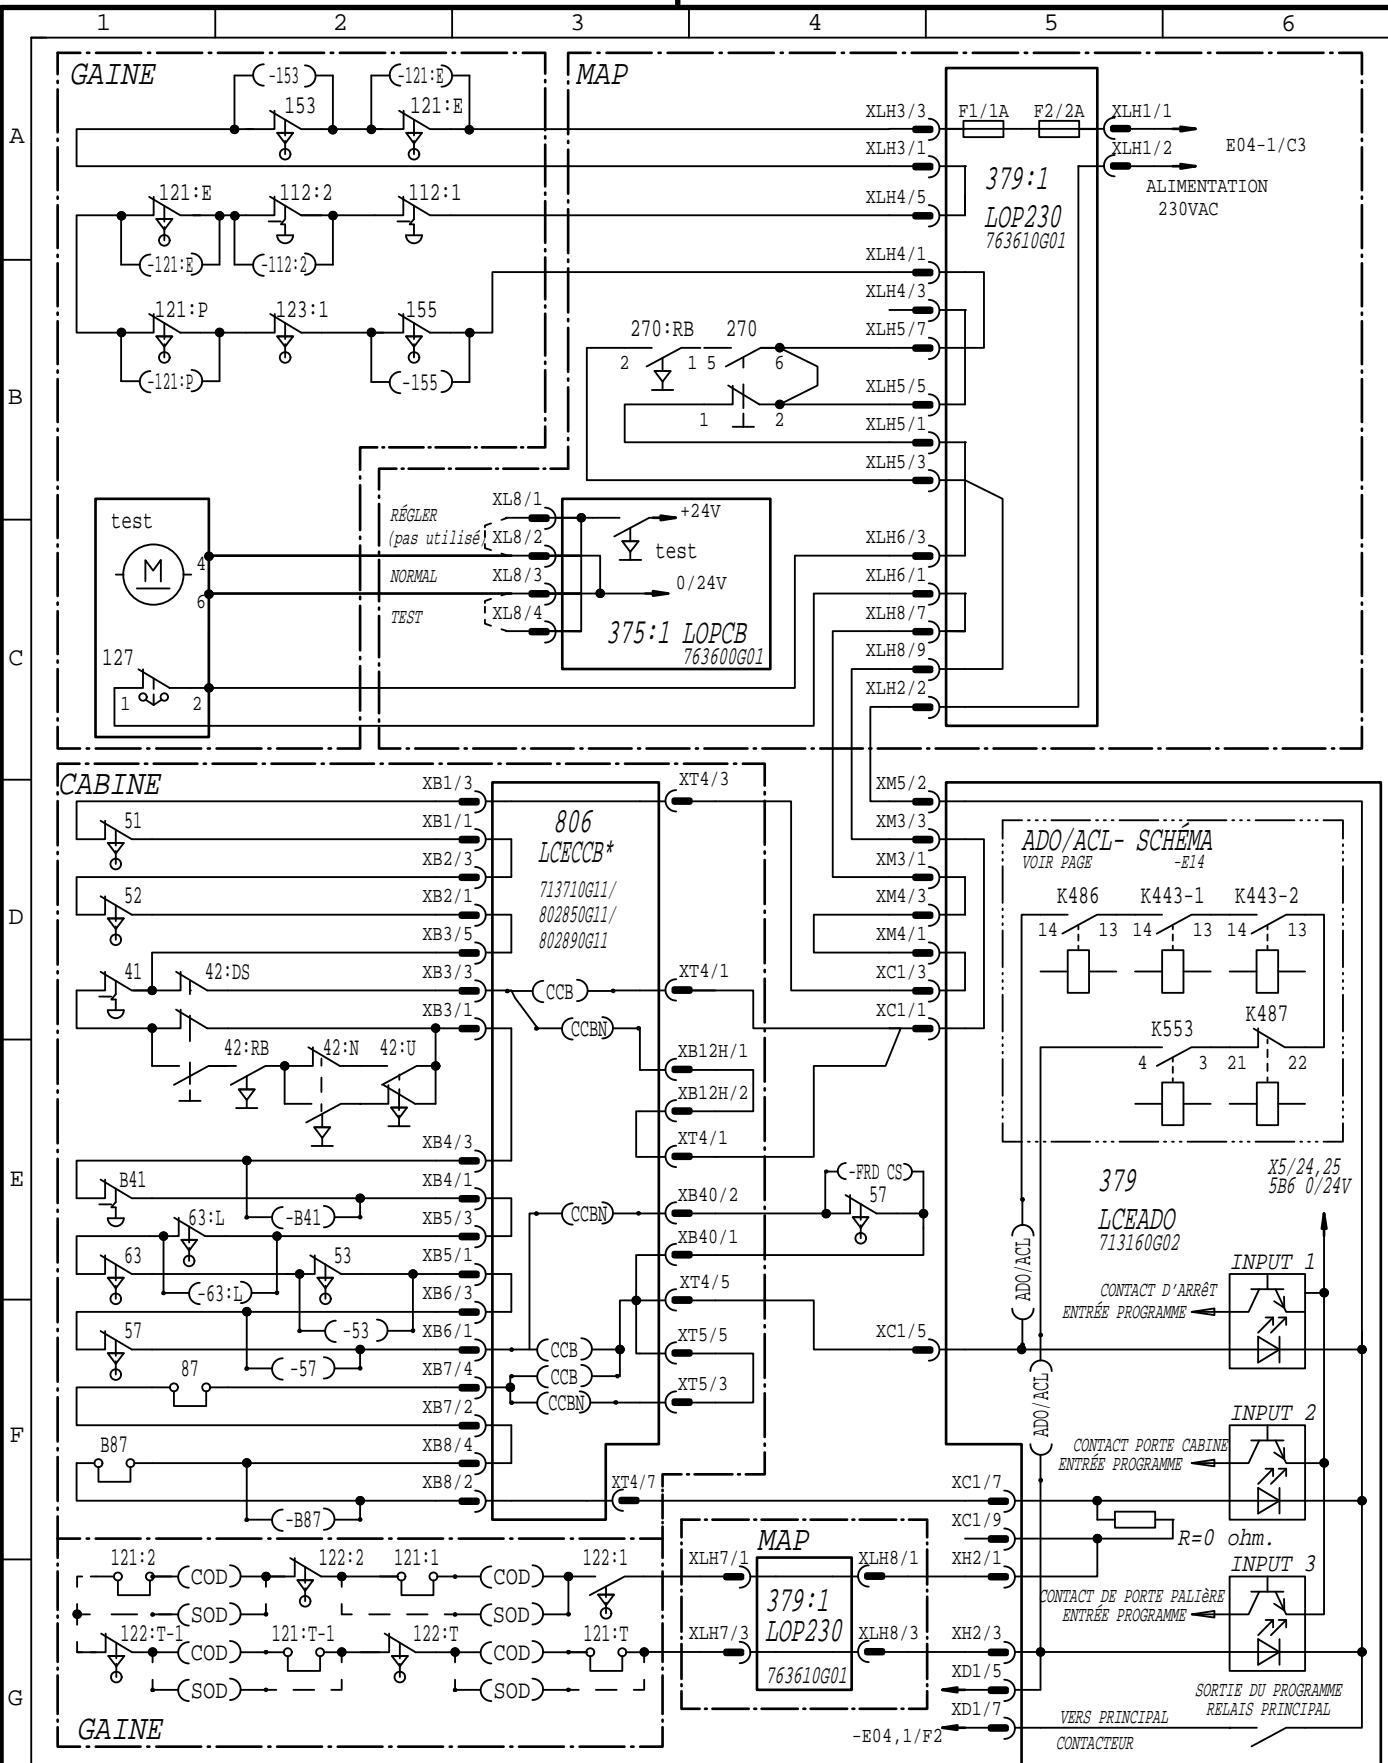 1 2 3 4 5 6
A
B
C
D
E
F
G
GAINE
(-153)
153
(-121:E)
121:E
MAP
XLH3/3
F1/1A F2/2A
XLH1/1
XLH3/1
XLH1/2
E04-1/C3
ALIMENTATION
230VAC
379:1
LOP230
763610G01
121:E
112:2
112:1
XLH4/5
(-121:E)
(-112:2)
XLH4/1
XLH4/3
121:P
123:1
155
XLH5/7
(-121:P)
(-155)
270:RB 270
2 1 5 6
1 2
XLH5/5
XLH5/1
XLH5/3
test
M
4
6
127
1 2
RÉGLER
(pas utilisé)
NORMAL
TEST
XL8/1
XL8/2
XL8/3
XL8/4
+24V
test
0/24V
375:1 LOPCB
763600G01
XLH6/3
XLH6/1
XLH8/7
XLH8/9
XLH2/2
CABINE
XB1/3
XB1/1
XB2/3
XB2/1
XB3/5
XB3/3
XB3/1
51
52
41
42:DS
42:RB
42:N
42:U
806
LCECCB*
713710G11/
802850G11/
802890G11
XT4/3
XT4/1
(CCB)
(CCBN)
XB12H/1
XB12H/2
XT4/1
XM5/2
XM3/3
XM3/1
XM4/3
XM4/1
XC1/3
XC1/1
ADO/ACL- SCHÉMA
VOIR PAGE -E14
K486 K443-1 K443-2
14 13 14 13 14 13
K553 K487
4 3 21 22
XB4/3
XB4/1
XB5/3
XB5/1
XB6/3
XB6/1
XB7/4
XB7/2
XB8/4
XB8/2
B41
(-B41)
63:L
63
(-63:L)
53
(-53)
57
(-57)
87
B87
(-B87)
(CCBN)
(CCB)
(CCB)
(CCBN)
XB40/2
XB40/1
XT4/5
XT5/5
XT5/3
XT4/7
(-FRD CS)
57
XC1/5
379
LCEADO
713160G02
X5/24,25
5B6 0/24V
(ADO/ACL)
(ADO/ACL)
INPUT 1
CONTACT D'ARRêT
ENTRÉE PROGRAMME
INPUT 2
CONTACT PORTE CABINE
ENTRÉE PROGRAMME
XC1/7
XC1/9
R=0 ohm.
XH2/1
INPUT 3
CONTACT DE PORTE PALIèRE
ENTRÉE PROGRAMME
121:2
(COD)
122:2
121:1
(COD)
122:1
(SOD)
(SOD)
122:T-1
(COD)
121:T-1
122:T
(COD)
121:T
(SOD)
(SOD)
GAINE
MAP
XLH7/1
XLH8/1
379:1
LOP230
763610G01
XLH7/3
XLH8/3
XH2/3
XD1/5
XD1/7
-E04,1/F2
VERS PRINCIPAL
CONTACTEUR
SORTIE DU PROGRAMME
RELAIS PRINCIPAL